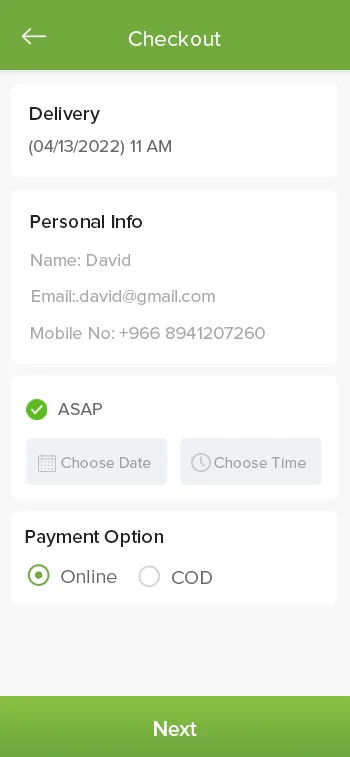 Checkout
Delivery
(04/13/2022) 11 AM
Personal Info
Name: David
Email:.david@gmail.com
Mobile No: +966 8941207260
ASAP
Choose Date
Choose Time
Payment Option
Online
COD
Next